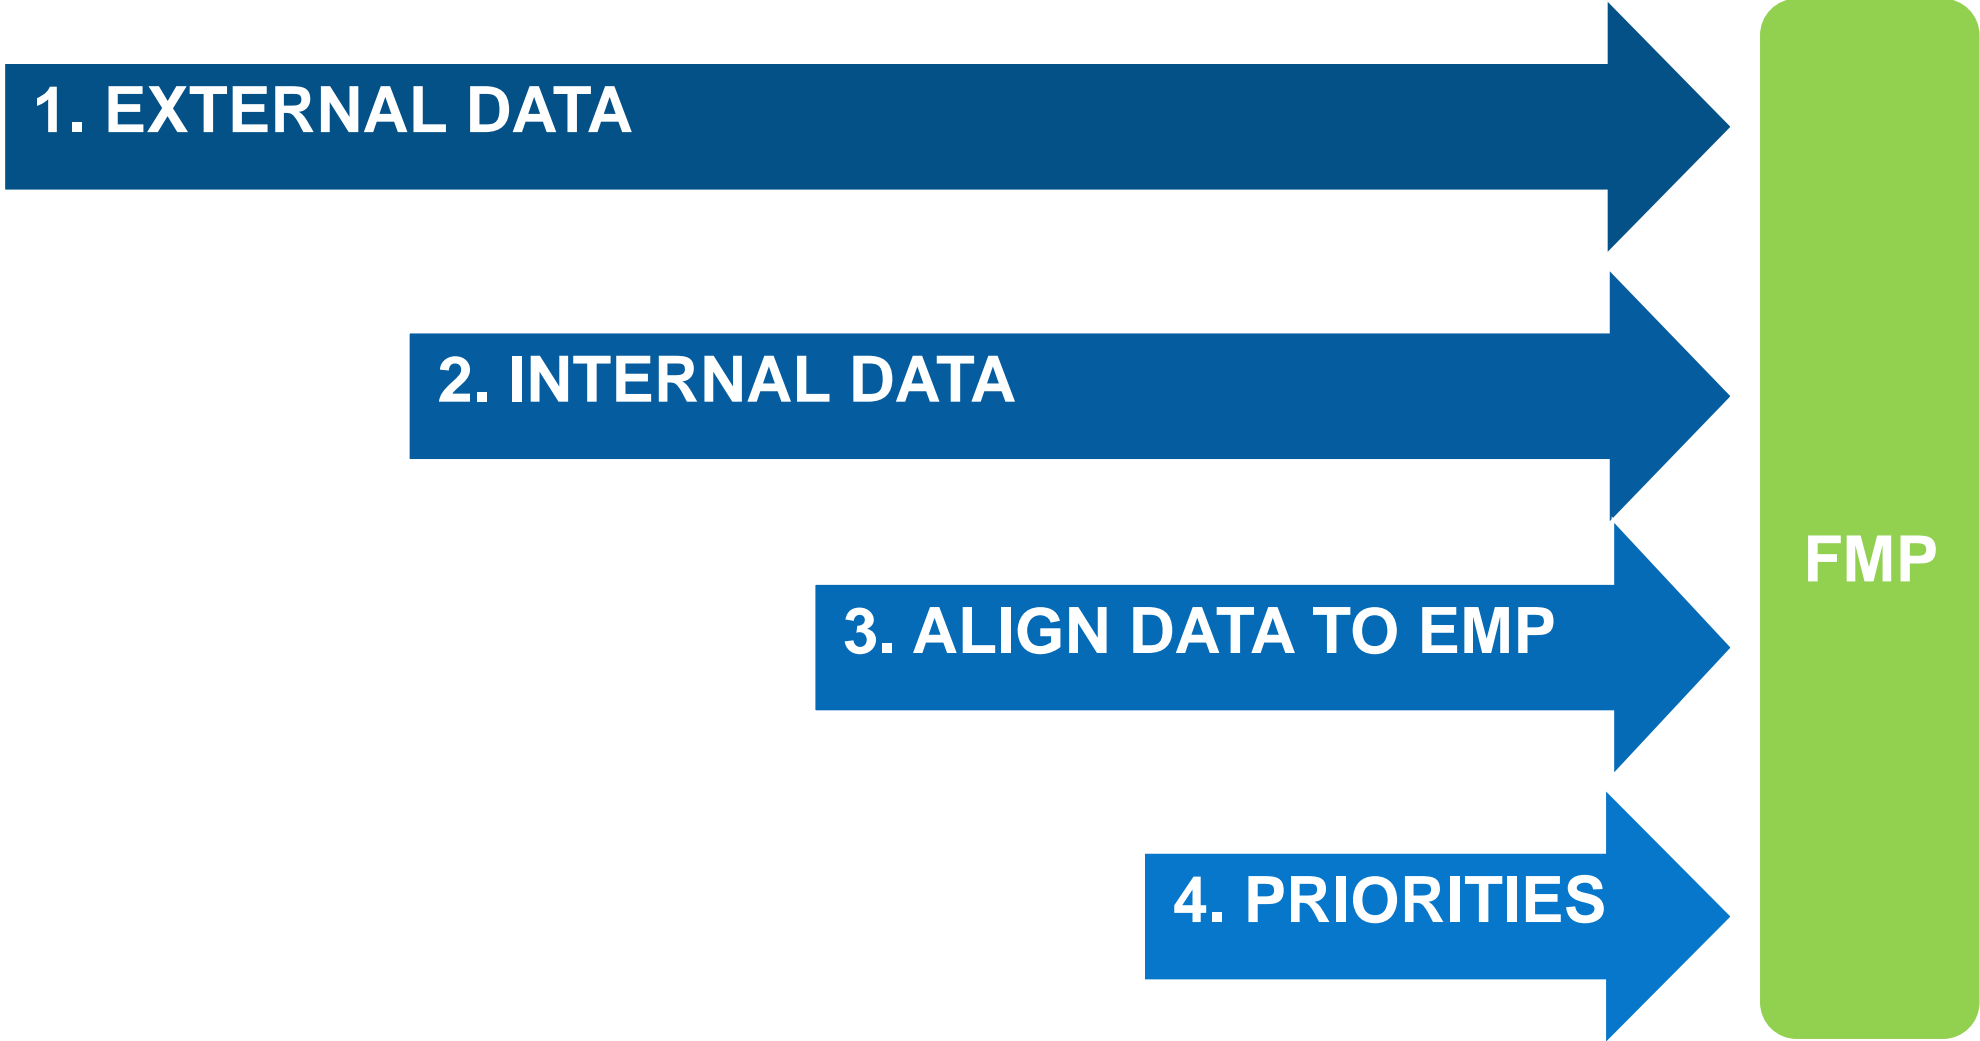 1. EXTERNAL DATA
2. INTERNAL DATA
FMP
3. ALIGN DATA TO EMP
4. PRIORITIES